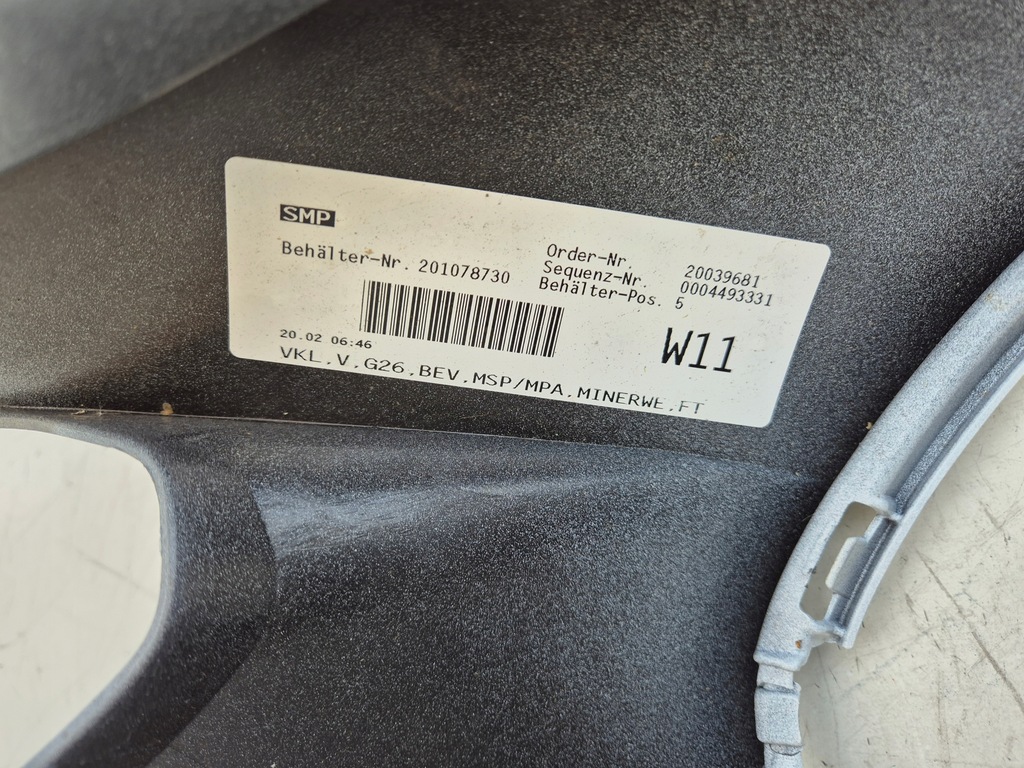 SMP
Behälter-Nr. 201078730
Order-Nr. 20039681
Sequenz-Nr. 0004493331
Behälter-Pos. 5
20.02 06:46
W11
VKL,V,G26,BEV,MSP/MPA,MINERWE,FT